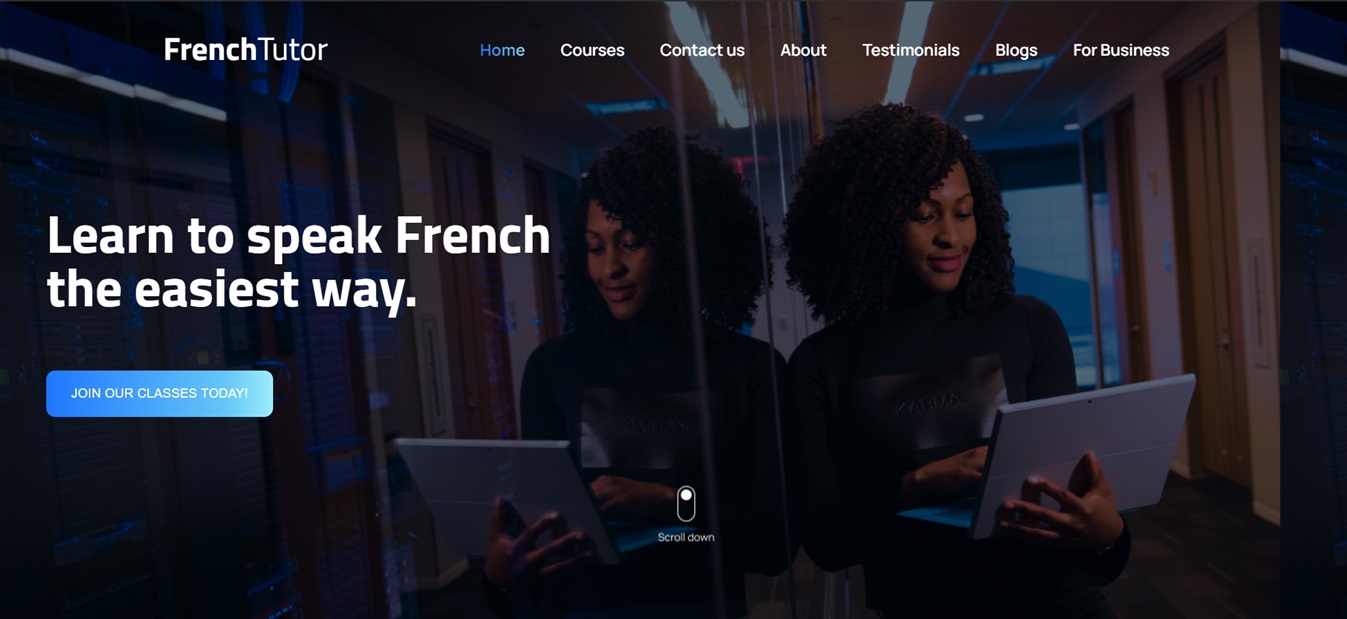 FrenchTutor
Home Courses Contact us About Testimonials Blogs For Business
Learn to speak French
the easiest way.
JOIN OUR CLASSES TODAY!
KARMA
Scroll down